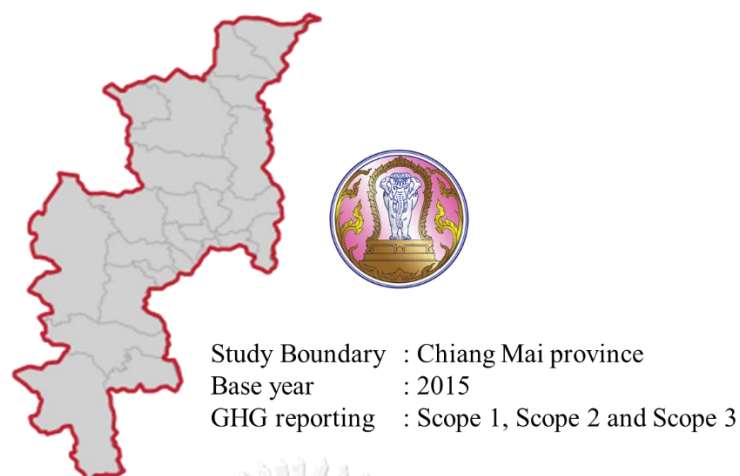 Study Boundary : Chiang Mai province
Base year : 2015
GHG reporting : Scope 1, Scope 2 and Scope 3